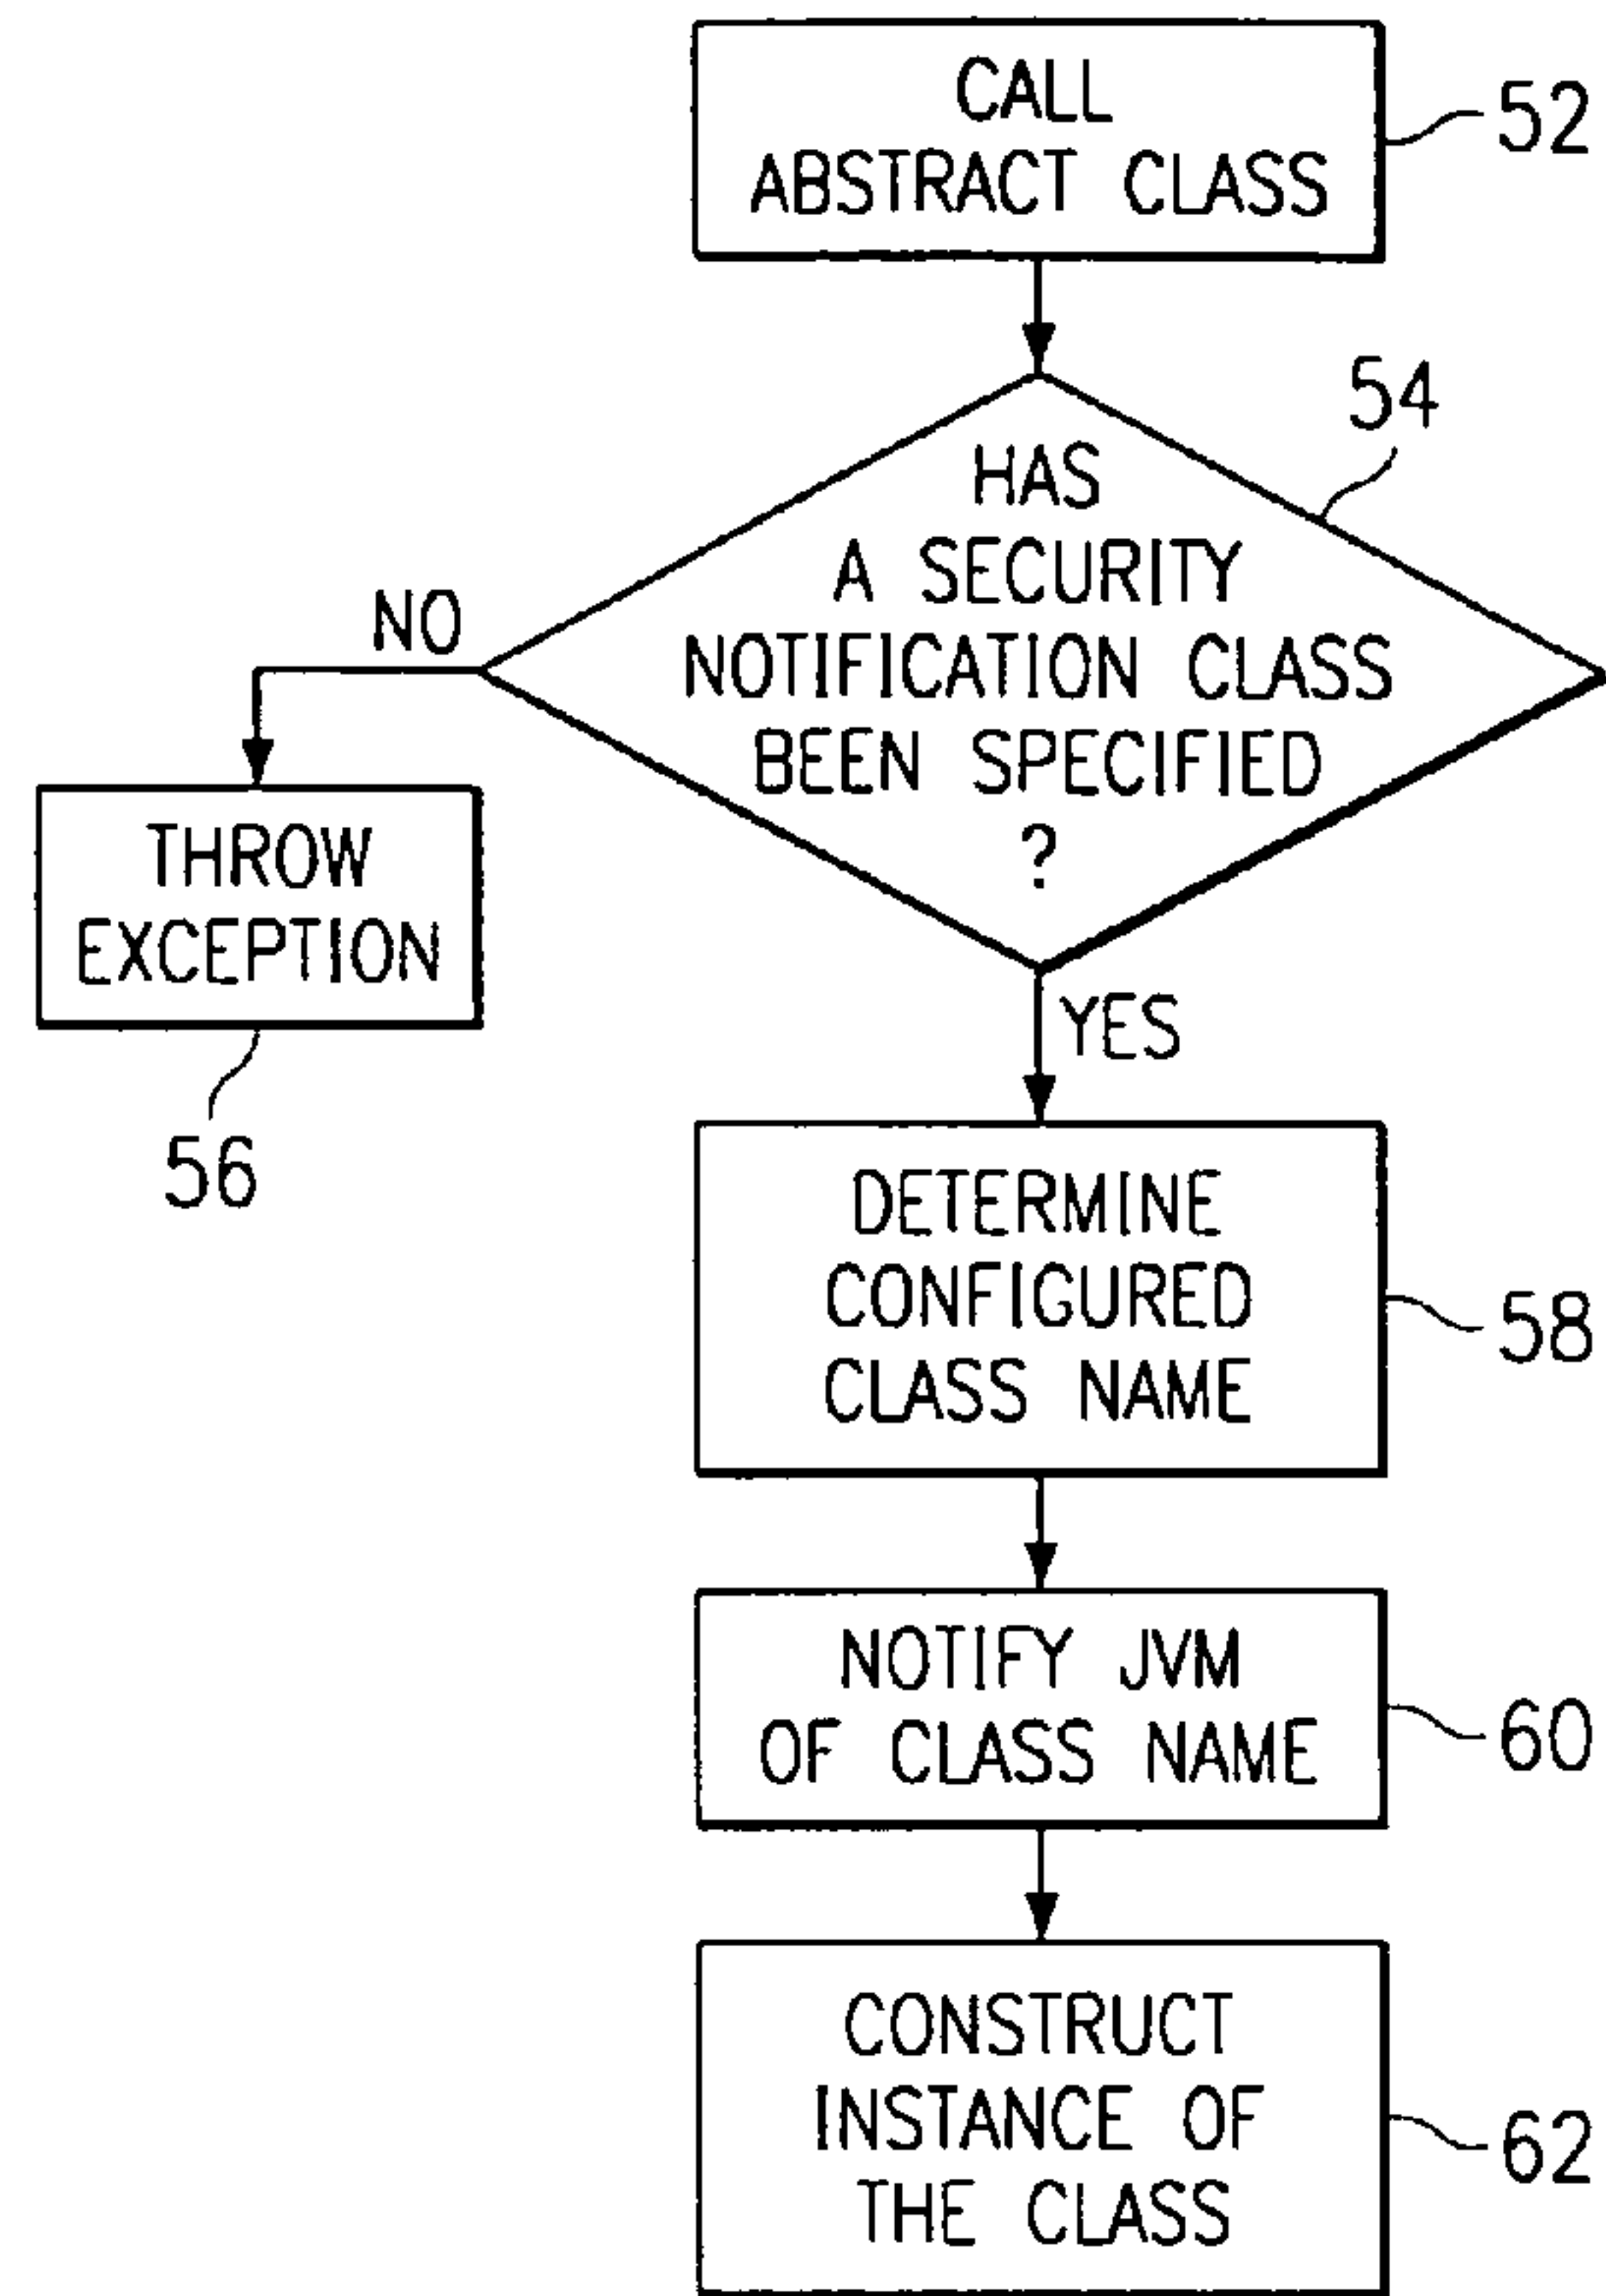 CALL
ABSTRACT CLASS
52
54
HAS
A SECURITY
NOTIFICATION CLASS
BEEN SPECIFIED
?
NO
THROW
EXCEPTION
56
YES
DETERMINE
CONFIGURED
CLASS NAME
58
NOTIFY JVM
OF CLASS NAME
60
CONSTRUCT
INSTANCE OF
THE CLASS
62